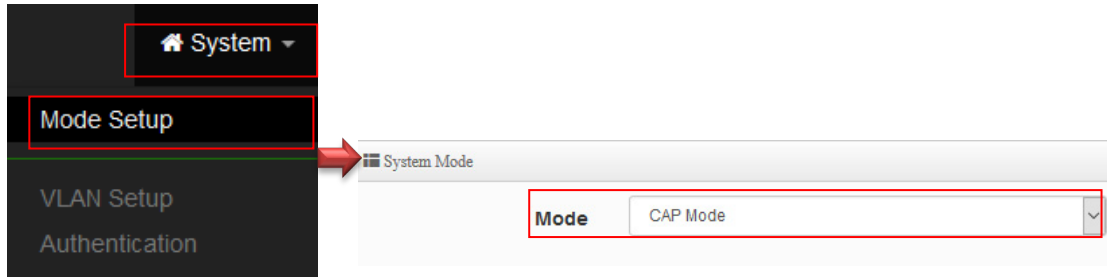 System
Mode Setup
VLAN Setup
Authentication
System Mode
Mode CAP Mode